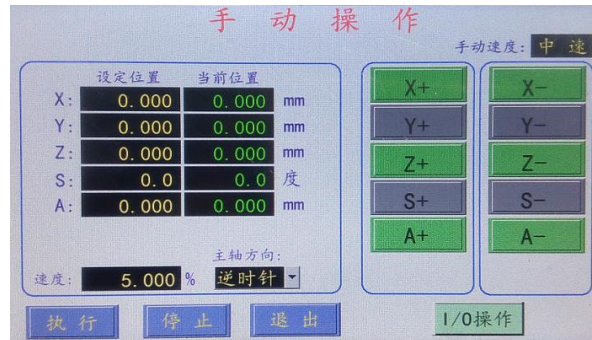 手动操作
手动速度: 中速
设定位置 当前位置
X: 0.000 0.000 mm
Y: 0.000 0.000 mm
Z: 0.000 0.000 mm
S: 0.0 0.0 度
A: 0.000 0.000 mm
主轴方向:
速度: 5.000 % 逆时针
X+ X-
Y+ Y-
Z+ Z-
S+ S-
A+ A-
执行 停止 退出 I/O操作